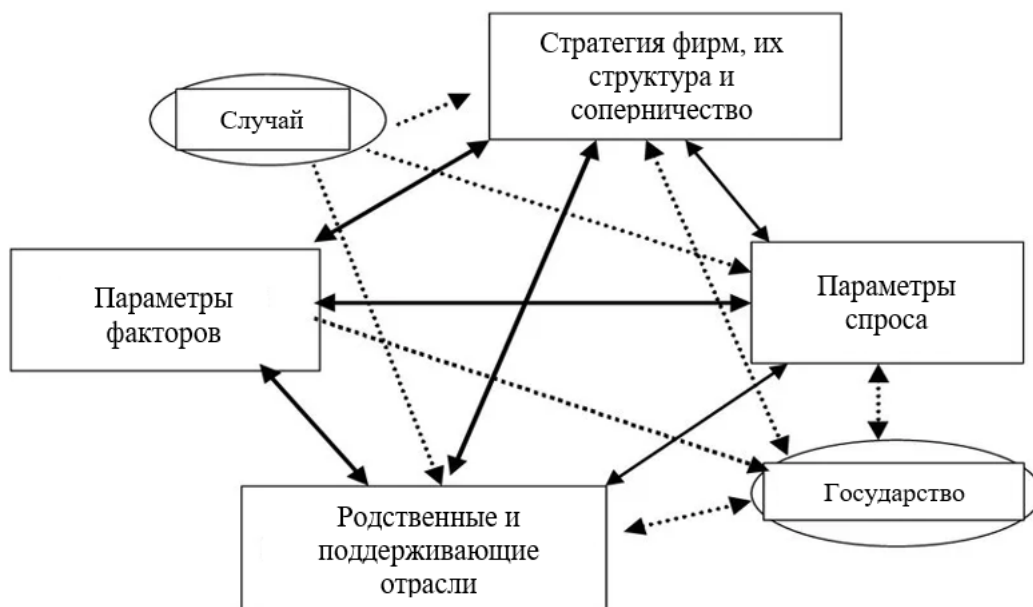 Стратегия фирм, их
структура и
соперничество
Случай
Параметры
факторов
Параметры
спроса
Государство
Родственные и
поддерживающие
отрасли